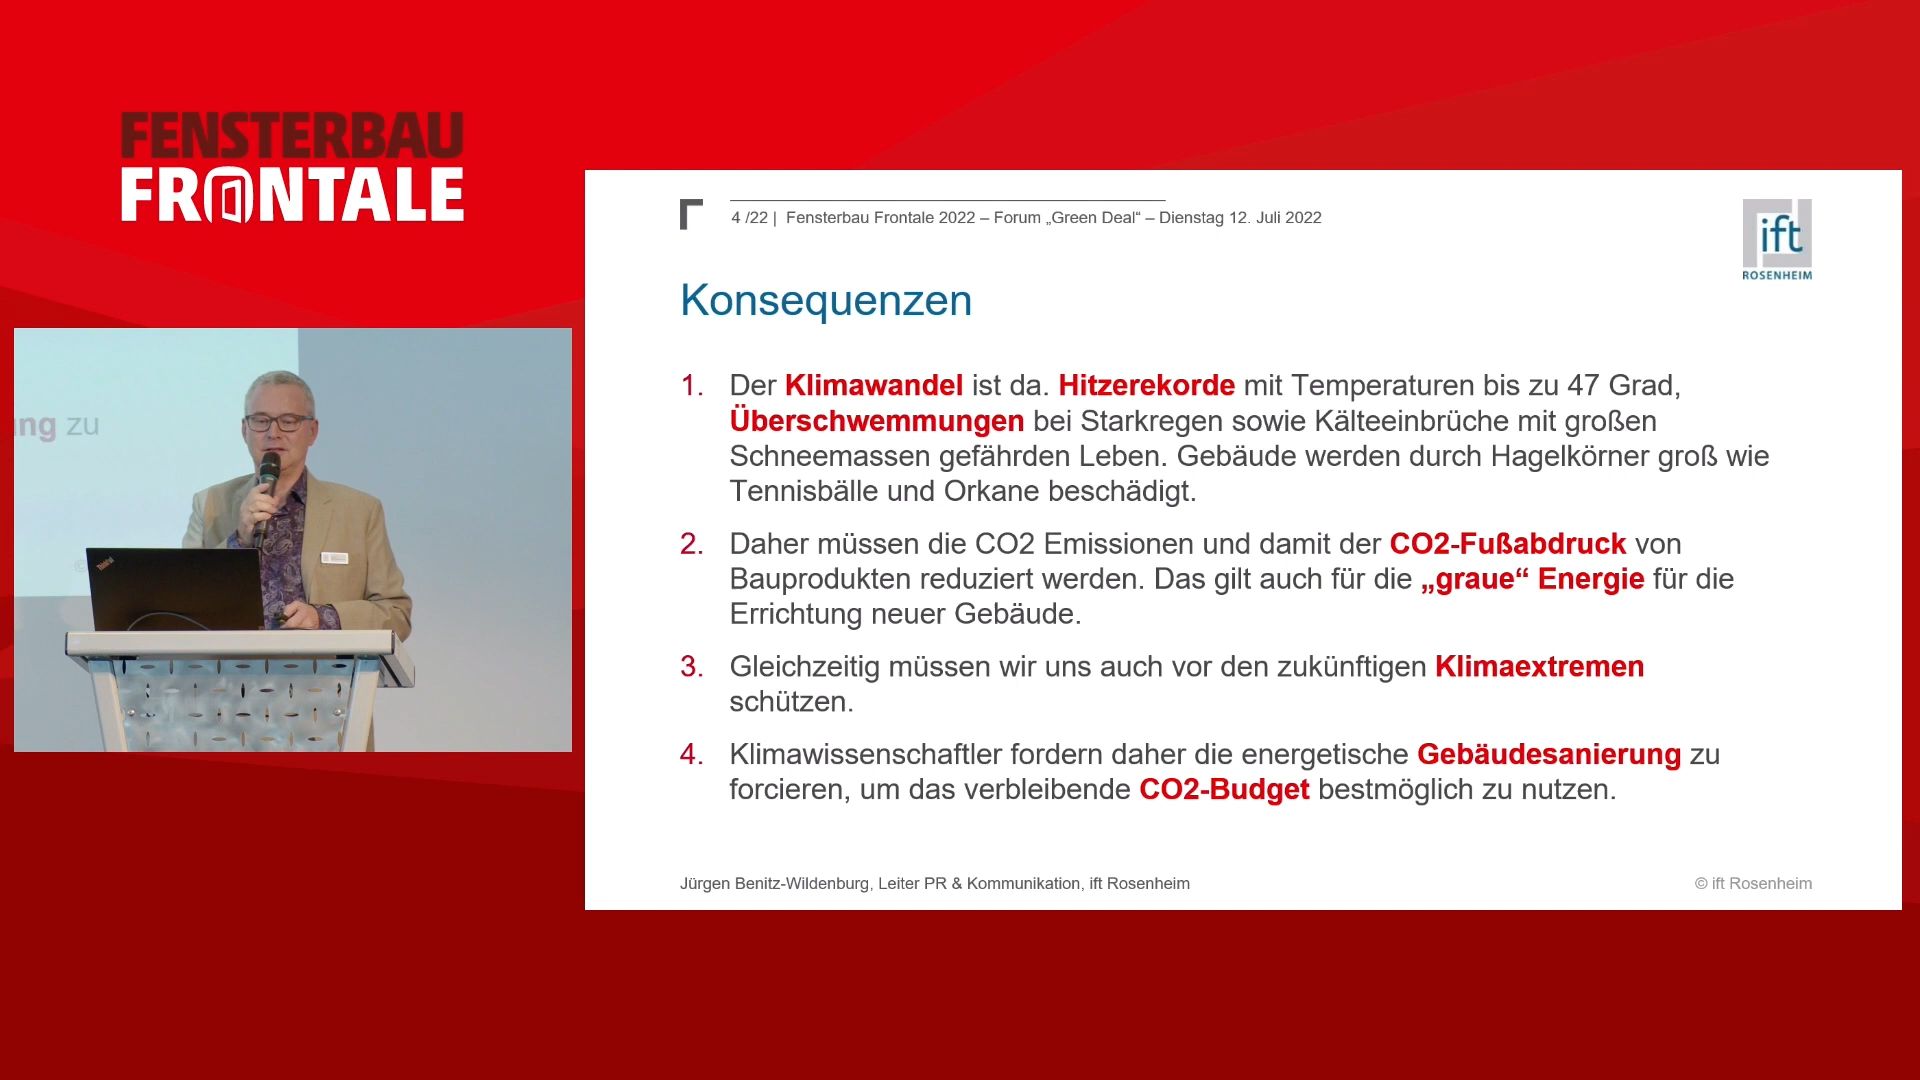 FENSTERBAU
FRONTALE
ng zu
4 /22 | Fensterbau Frontale 2022 – Forum „Green Deal“ – Dienstag 12. Juli 2022
ift
ROSENHEIM
Konsequenzen
1. Der Klimawandel ist da. Hitzerekorde mit Temperaturen bis zu 47 Grad,
Überschwemmungen bei Starkregen sowie Kälteeinbrüche mit großen
Schneemassen gefährden Leben. Gebäude werden durch Hagelkörner groß wie
Tennisbälle und Orkane beschädigt.
2. Daher müssen die CO2 Emissionen und damit der CO2-Fußabdruck von
Bauprodukten reduziert werden. Das gilt auch für die „graue“ Energie für die
Errichtung neuer Gebäude.
3. Gleichzeitig müssen wir uns auch vor den zukünftigen Klimaextremen
schützen.
4. Klimawissenschaftler fordern daher die energetische Gebäudesanierung zu
forcieren, um das verbleibende CO2-Budget bestmöglich zu nutzen.
Jürgen Benitz-Wildenburg, Leiter PR & Kommunikation, ift Rosenheim
© ift Rosenheim